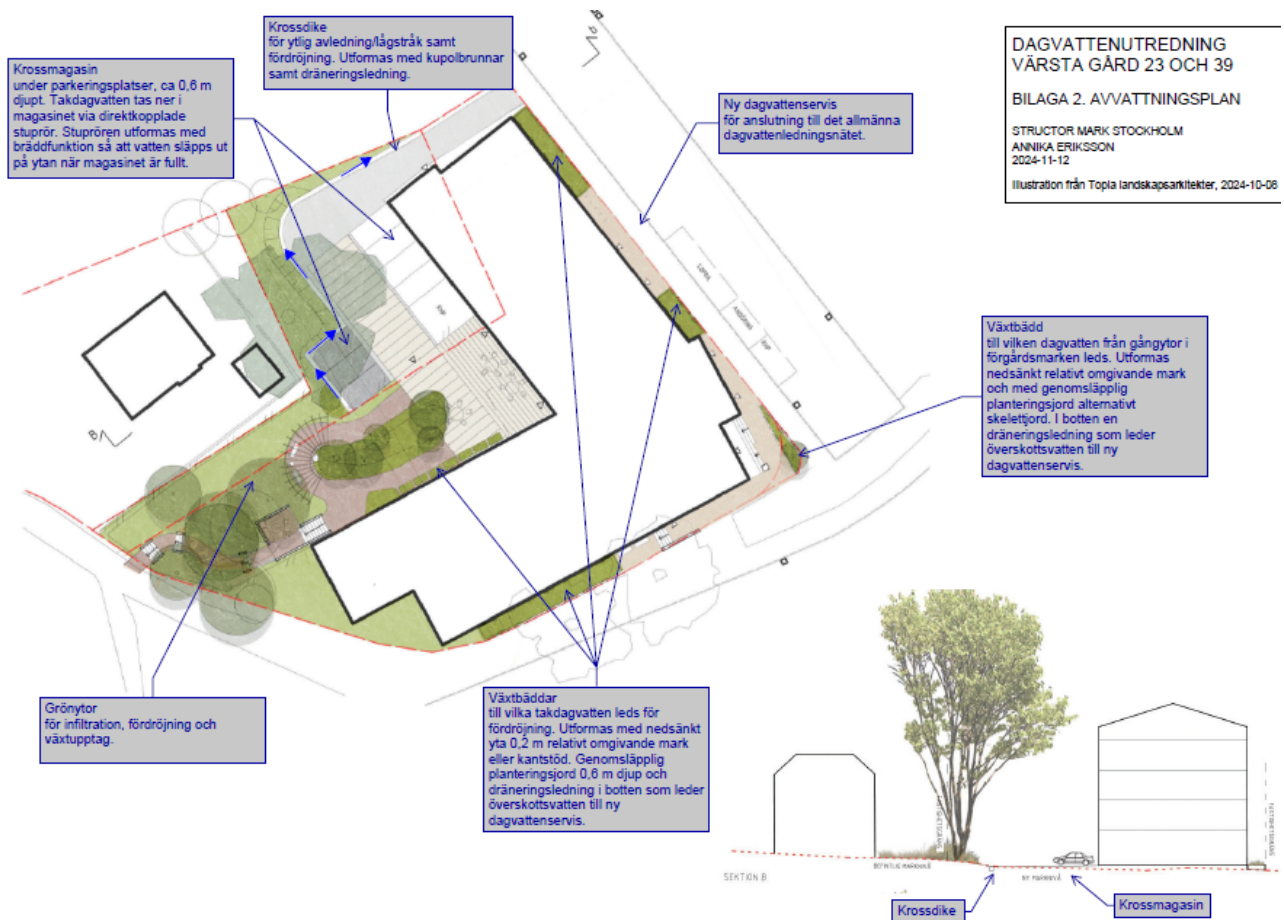 Krossdike
för ytlig avledning/lågstråk samt
fördröjning. Utformas med kupolbrunnar
samt dräneringsledning.
Krossmagasin
under parkeringsplatser, ca 0,6 m
djupt. Takdagvatten tas ner i
magasinet via direktkopplade
stuprör. Stuprören utformas med
bräddfunktion så att vatten släpps ut
på ytan när magasinet är fullt.
Ny dagvattenservis
för anslutning till det allmänna
dagvattenledningsnätet.
DAGVATTENUTREDNING
VÄRSTA GÅRD 23 OCH 39
BILAGA 2. AVVATTNINGSPLAN
STRUCTOR MARK STOCKHOLM
ANNIKA ERIKSSON
2024-11-12
Illustration från Topia landskapsarkitekter, 2024-10-08
B
RHP
RHP
Växtbädd
till vilken dagvatten från gångytor i
förgårdsmarken leds. Utformas
nedsänkt relativt omgivande mark
och med genomsläpplig
planteringsjord alternativt
skelettjord. I botten en
dräneringsledning som leder
överskottsvatten till ny
dagvattenservis.
Grönytor
för infiltration, fördröjning och
växtupptag.
Växtbäddar
till vilka takdagvatten leds för
fördröjning. Utformas med nedsänkt
yta 0,2 m relativt omgivande mark
eller kantstöd. Genomsläpplig
planteringsjord 0,6 m djup och
dräneringsledning i botten som leder
överskottsvatten till ny
dagvattenservis.
SEKTION B
BEFINTLIG MARKNIVÅ
NY MARKNIVÅ
Krossdike
Krossmagasin